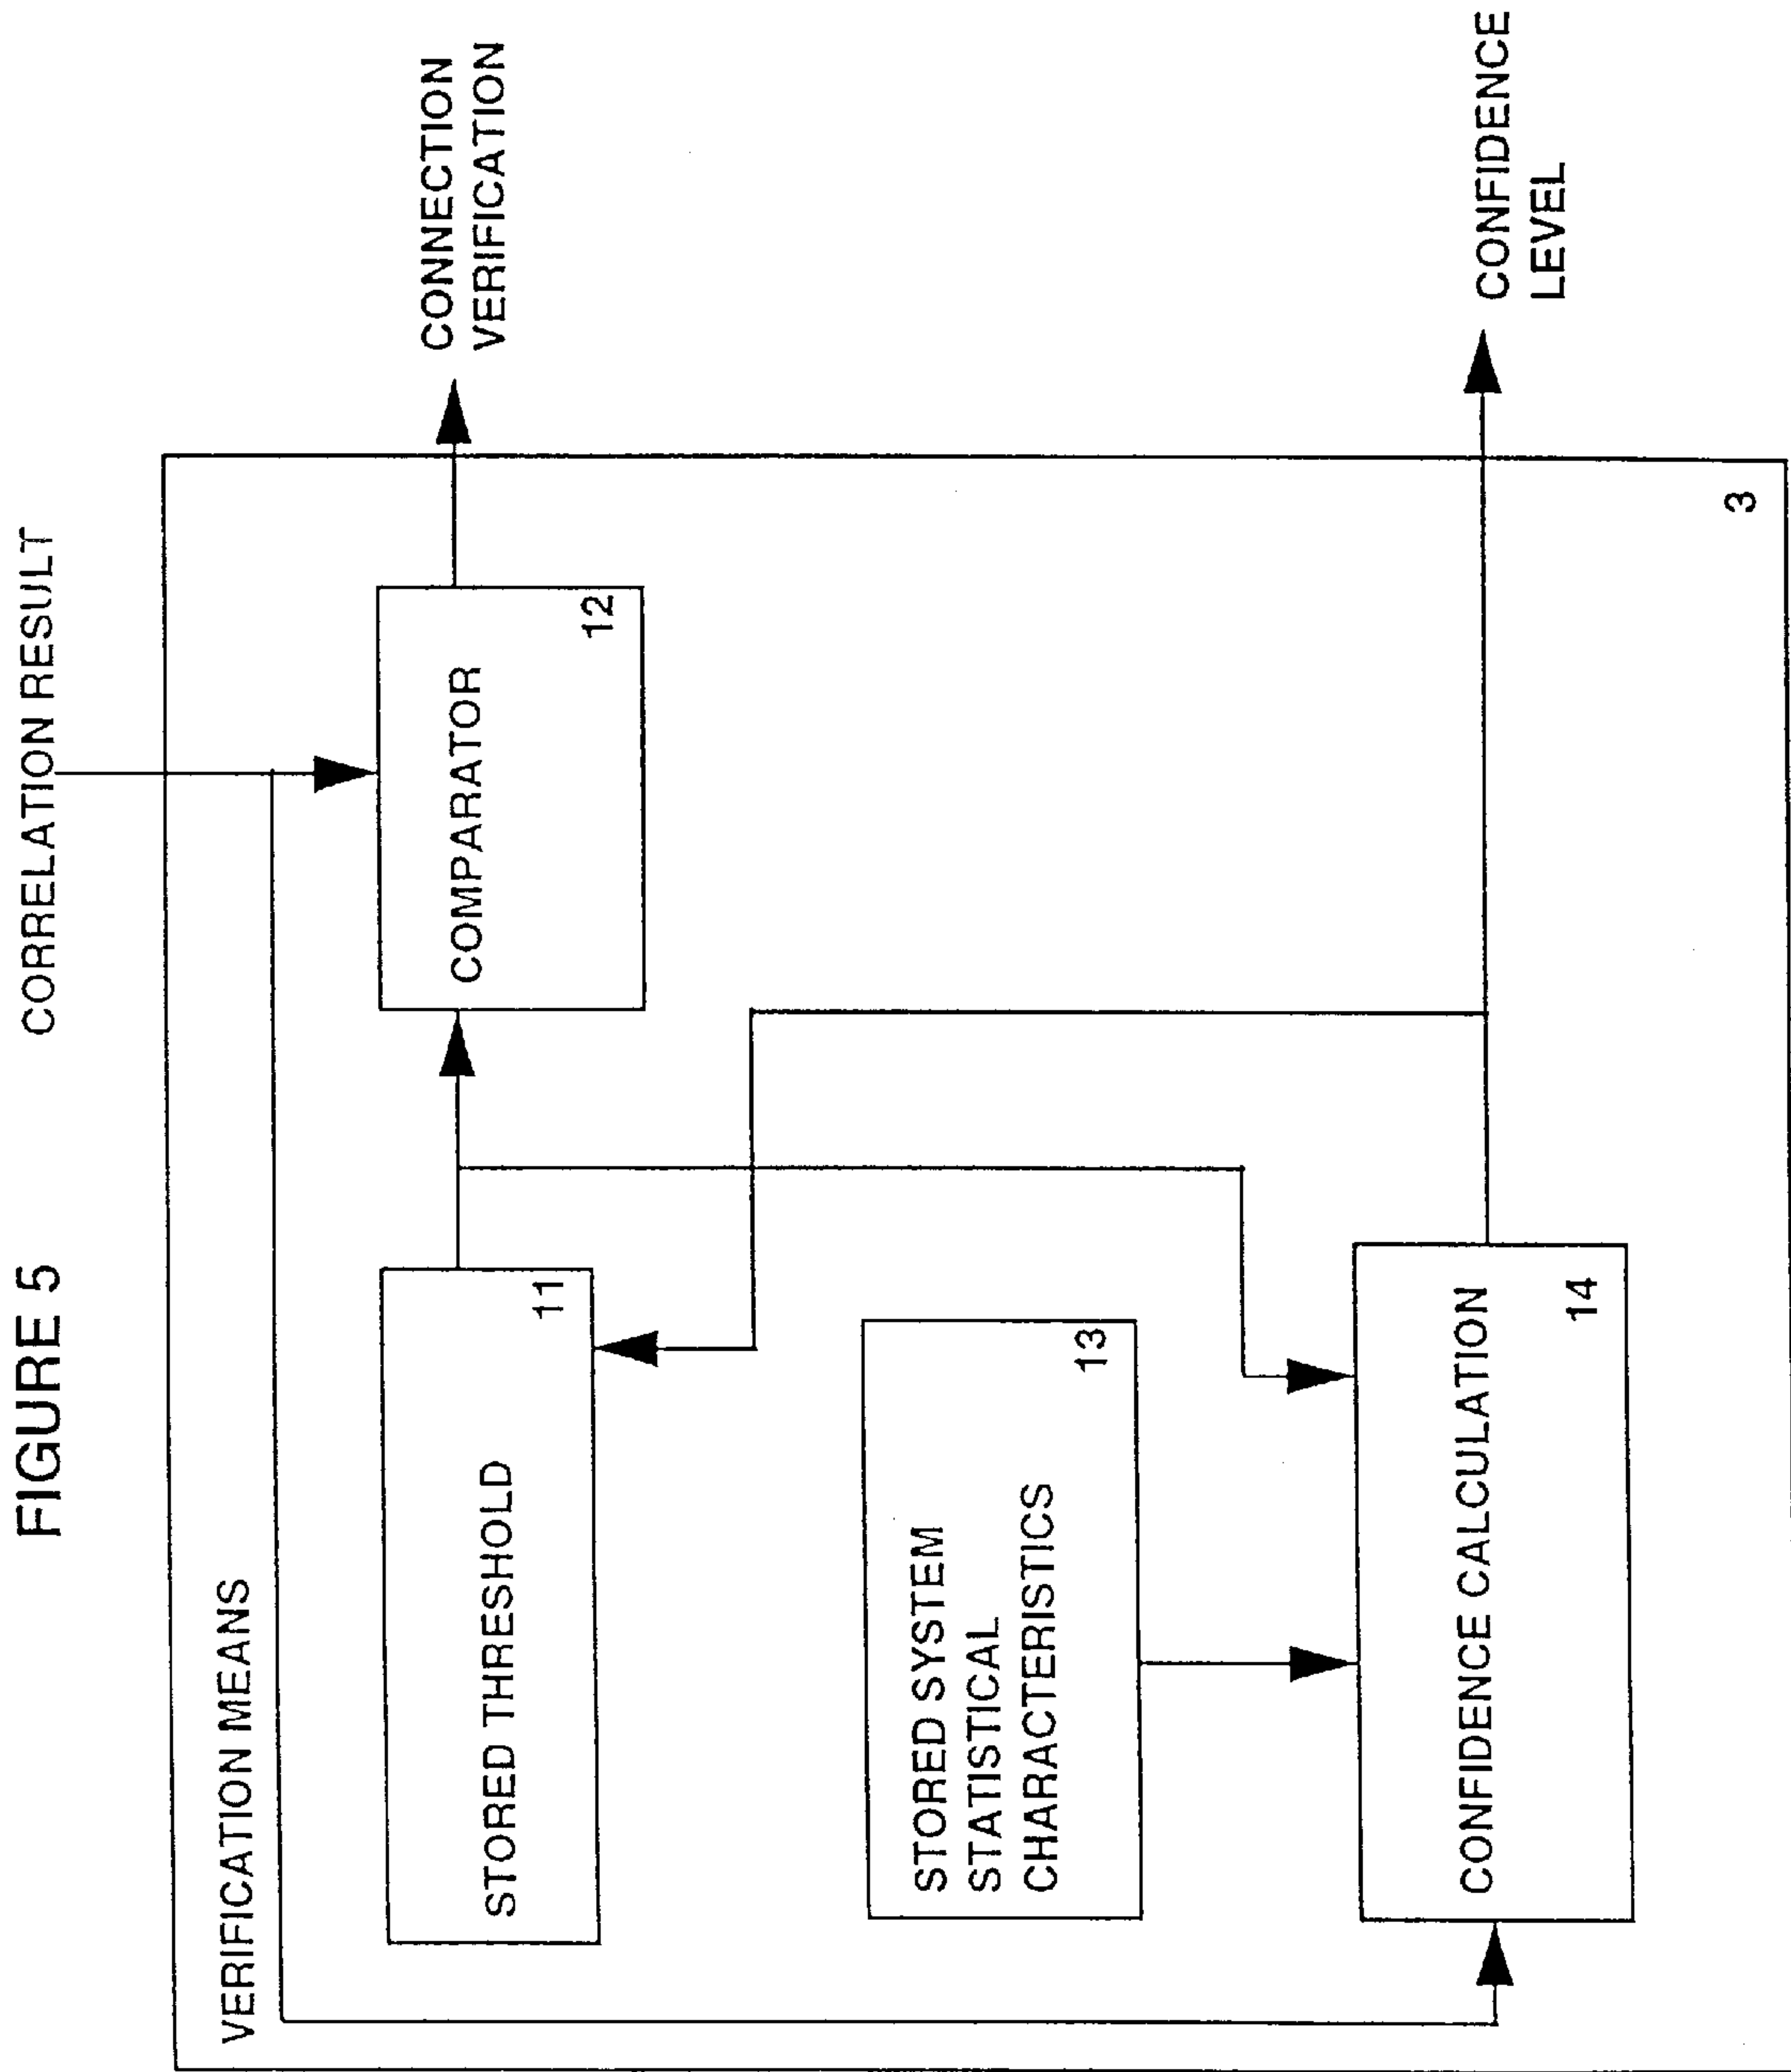 FIGURE 5
CORRELATION RESULT
VERIFICATION MEANS
STORED THRESHOLD
11
COMPARATOR
12
CONNECTION
VERIFICATION
STORED SYSTEM
STATISTICAL
CHARACTERISTICS
13
CONFIDENCE CALCULATION
14
CONFIDENCE
LEVEL
3